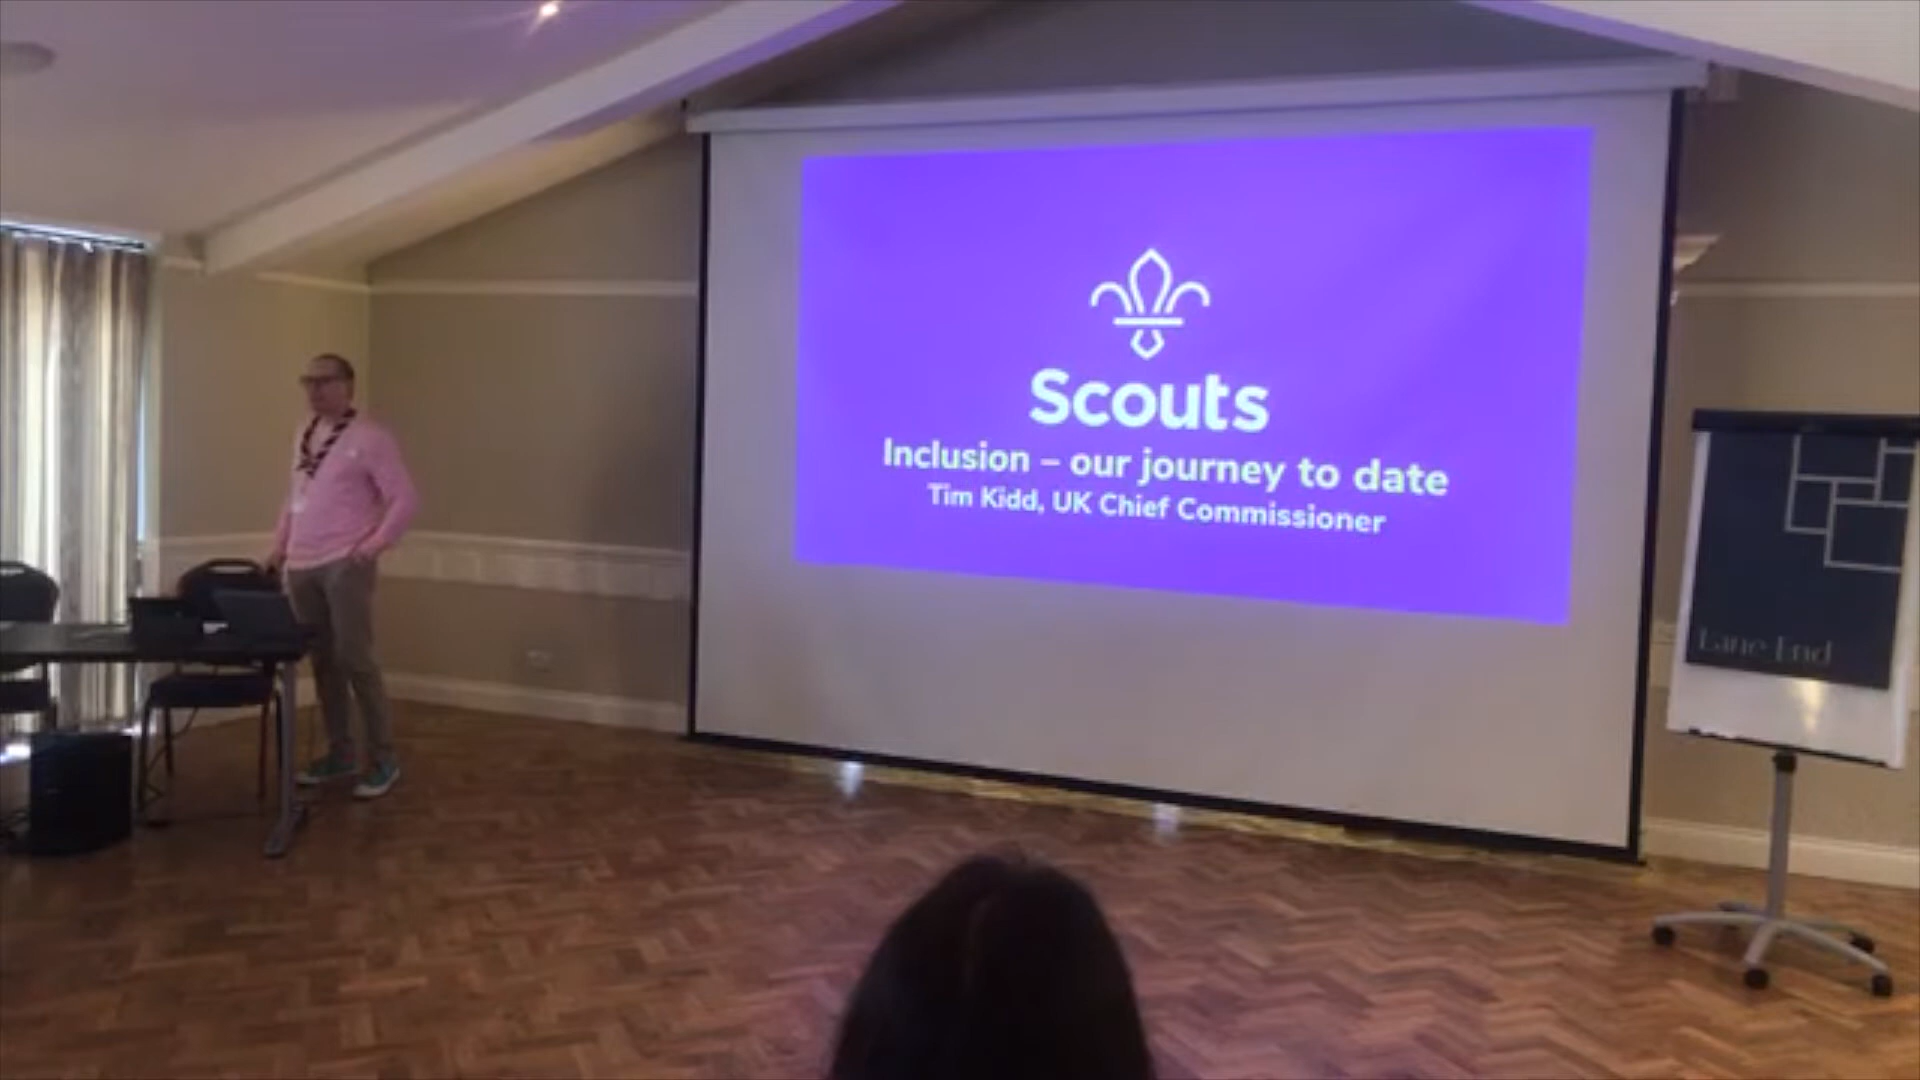 Scouts
Inclusion – our journey to date
Tim Kidd, UK Chief Commissioner
Lane End